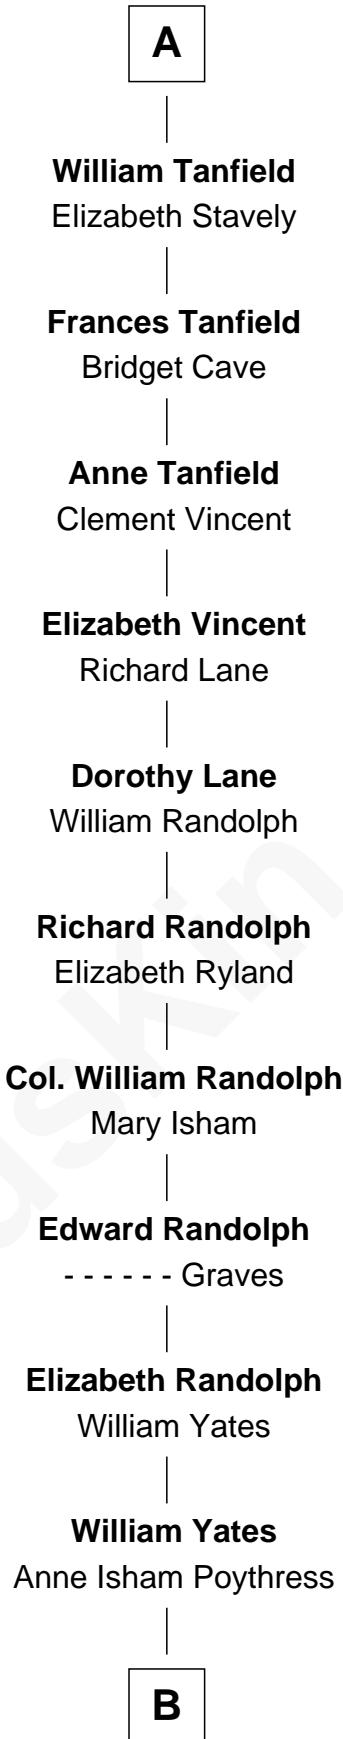 A
William Tanfield
Elizabeth Stavely
Frances Tanfield
Bridget Cave
Anne Tanfield
Clement Vincent
Elizabeth Vincent
Richard Lane
Dorothy Lane
William Randolph
Richard Randolph
Elizabeth Ryland
Col. William Randolph
Mary Isham
Edward Randolph
- - - - - - Graves
Elizabeth Randolph
William Yates
William Yates
Anne Isham Poythress
B